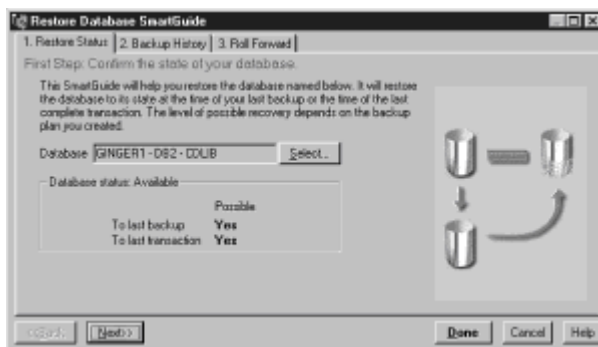 Restore Database SmartGuide
1. Restore Status 2. Backup History 3. Roll Forward
First Step: Confirm the state of your database.
This SmartGuide will help you restore the database named below. It will restore
the database to its state at the time of your last backup or the time of the last
complete transaction. The level of possible recovery depends on the backup
plan you created.
Database GINGER1 - DB2 - CDLIB Select...
Database status: Available
Possible
To last backup Yes
To last transaction Yes
<<Back Next>> Done Cancel Help